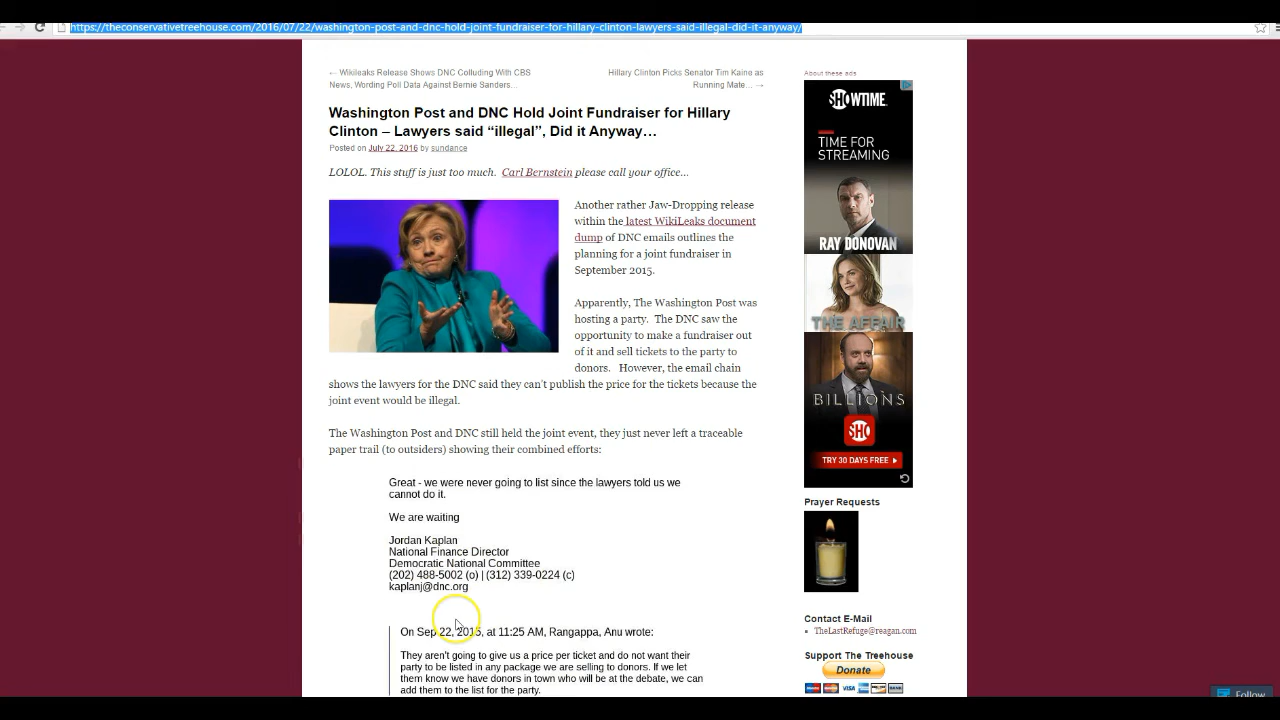 https://theconservativetreehouse.com/2016/07/22/washington-post-and-dnc-hold-joint-fundraiser-for-hillary-clinton-lawyers-said-illegal-did-it-anyway/
← Wikileaks Release Shows DNC Colluding With CBS
News, Wording Poll Data Against Bernie Sanders…
Hillary Clinton Picks Senator Tim Kaine as
Running Mate… →
Washington Post and DNC Hold Joint Fundraiser for Hillary
Clinton – Lawyers said “illegal”, Did it Anyway…
Posted on July 22, 2016 by sundance
LOLOL. This stuff is just too much. Carl Bernstein please call your office…
Another rather Jaw-Dropping release
within the latest WikiLeaks document
dump of DNC emails outlines the
planning for a joint fundraiser in
September 2015.
Apparently, The Washington Post was
hosting a party. The DNC saw the
opportunity to make a fundraiser out
of it and sell tickets to the party to
donors. However, the email chain
shows the lawyers for the DNC said they can’t publish the price for the tickets because the
joint event would be illegal.
The Washington Post and DNC still held the joint event, they just never left a traceable
paper trail (to outsiders) showing their combined efforts:
Great - we were never going to list since the lawyers told us we
cannot do it.
We are waiting
Jordan Kaplan
National Finance Director
Democratic National Committee
(202) 488-5002 (o) | (312) 339-0224 (c)
kaplanj@dnc.org
On Sep 22, 2015, at 11:25 AM, Rangappa, Anu wrote:
They aren't going to give us a price per ticket and do not want their
party to be listed in any package we are selling to donors. If we let
them know we have donors in town who will be at the debate, we can
add them to the list for the party.
About these ads
SHOWTIME.
TIME FOR
STREAMING
RAY DONOVAN
THE AFFAIR
BILLIONS
SHO
TRY 30 DAYS FREE
Prayer Requests
Contact E-Mail
TheLastRefuge@reagan.com
Support The Treehouse
Donate
VISA
Follow